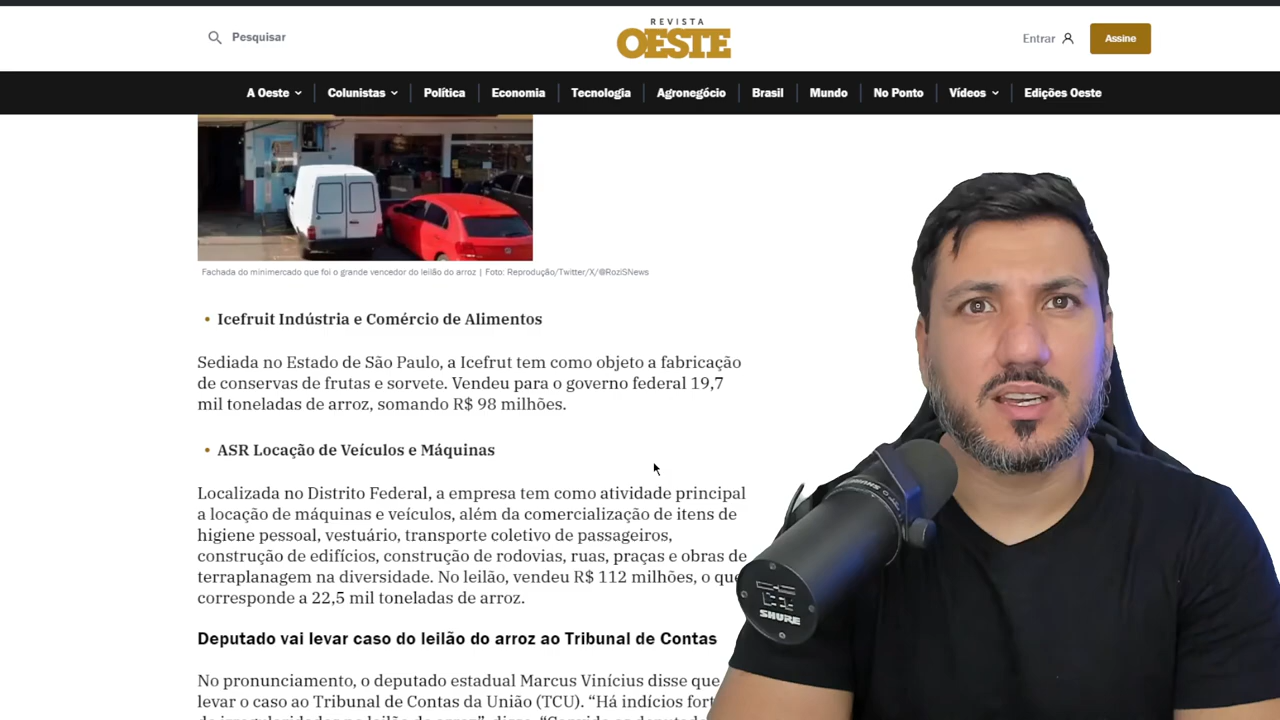 Pesquisar
REVISTA
OESTE
Entrar
Assine
A Oeste
Colunistas
Política
Economia
Tecnologia
Agronegócio
Brasil
Mundo
No Ponto
Vídeos
Edições Oeste
Fachada do minimercado que foi o grande vencedor do leilão do arroz | Foto: Reprodução/Twitter/X/@RoziSNews
• Icefruit Indústria e Comércio de Alimentos
Sediada no Estado de São Paulo, a Icefrut tem como objeto a fabricação
de conservas de frutas e sorvete. Vendeu para o governo federal 19,7
mil toneladas de arroz, somando R$ 98 milhões.
• ASR Locação de Veículos e Máquinas
Localizada no Distrito Federal, a empresa tem como atividade principal
a locação de máquinas e veículos, além da comercialização de itens de
higiene pessoal, vestuário, transporte coletivo de passageiros,
construção de edifícios, construção de rodovias, ruas, praças e obras de
terraplanagem na diversidade. No leilão, vendeu R$ 112 milhões, o que
corresponde a 22,5 mil toneladas de arroz.
Deputado vai levar caso do leilão do arroz ao Tribunal de Contas
No pronunciamento, o deputado estadual Marcus Vinícius disse que
levar o caso ao Tribunal de Contas da União (TCU). “Há indícios
SHURE